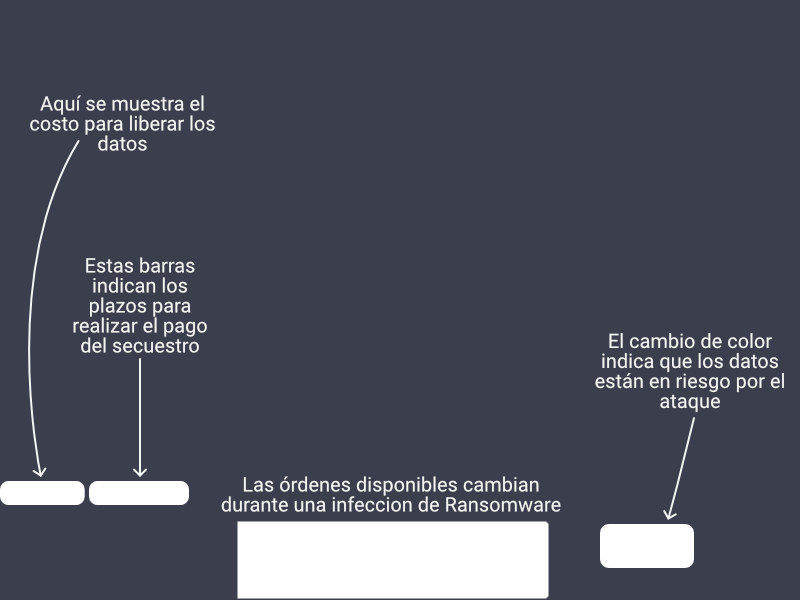 Aquí se muestra el
costo para liberar los
datos
Estas barras
indican los
plazos para
realizar el pago
del secuestro
El cambio de color
indica que los datos
están en riesgo por el
ataque
Las órdenes disponibles cambian
durante una infeccion de Ransomware